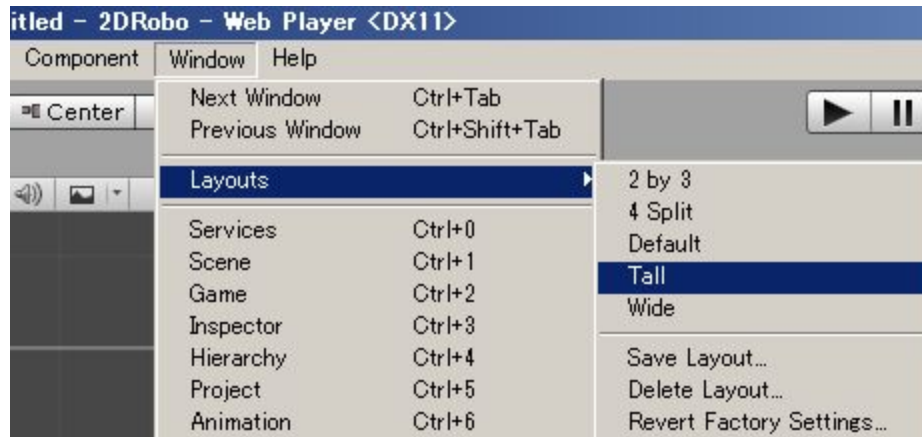 itled - 2DRobo - Web Player <DX11>
Component Window Help
Center
Next Window Ctrl+Tab
Previous Window Ctrl+Shift+Tab
Layouts
Services Ctrl+0
Scene Ctrl+1
Game Ctrl+2
Inspector Ctrl+3
Hierarchy Ctrl+4
Project Ctrl+5
Animation Ctrl+6
2 by 3
4 Split
Default
Tall
Wide
Save Layout...
Delete Layout...
Revert Factory Settings...